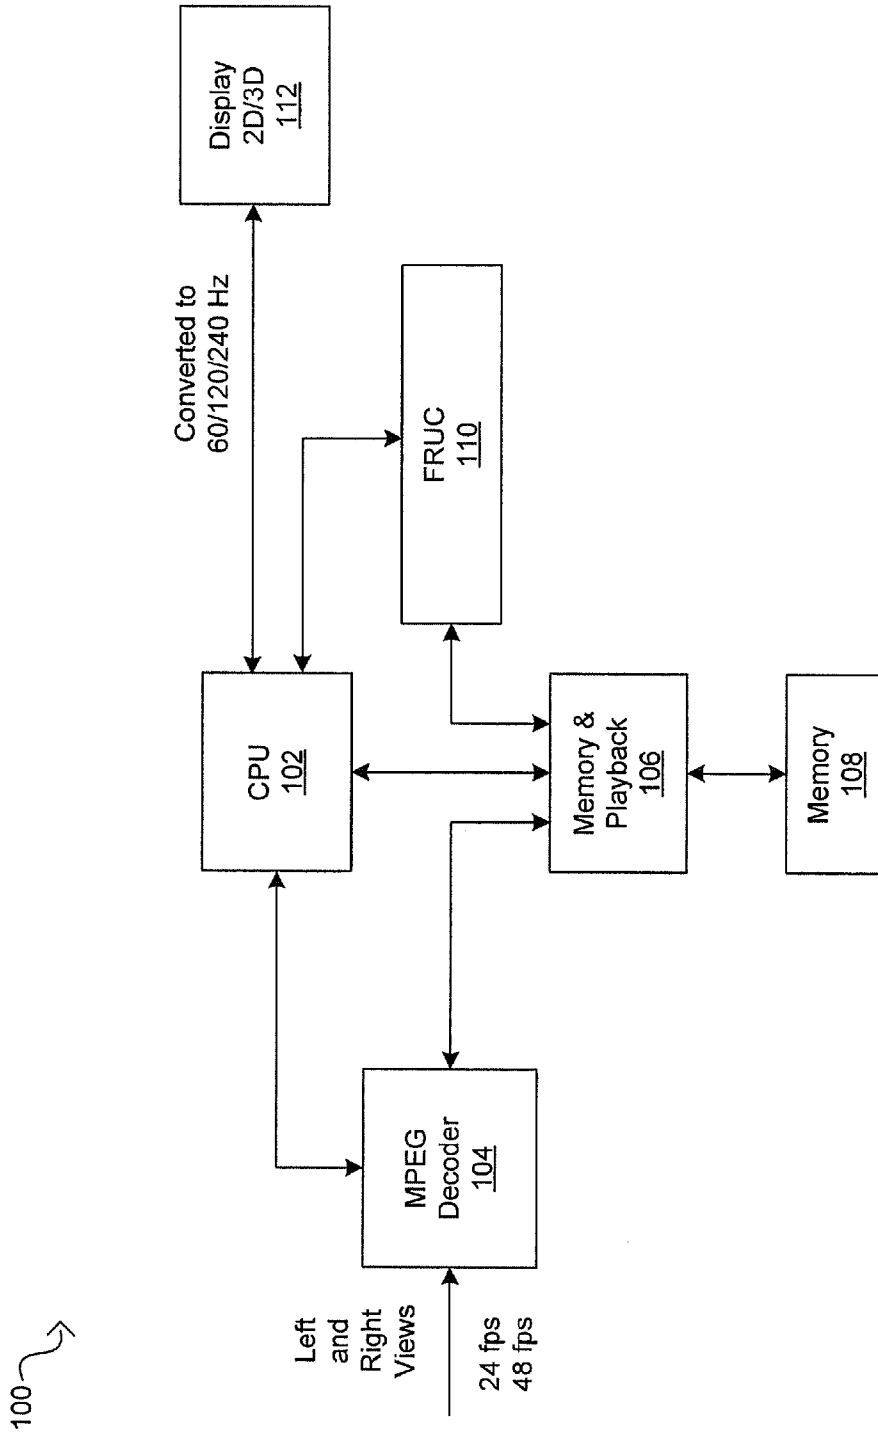 100
Left
and
Right
Views
24 fps
48 fps
MPEG
Decoder
104
CPU
102
Memory &
Playback
106
Memory
108
FRUC
110
Converted to
60/120/240 Hz
Display
2D/3D
112